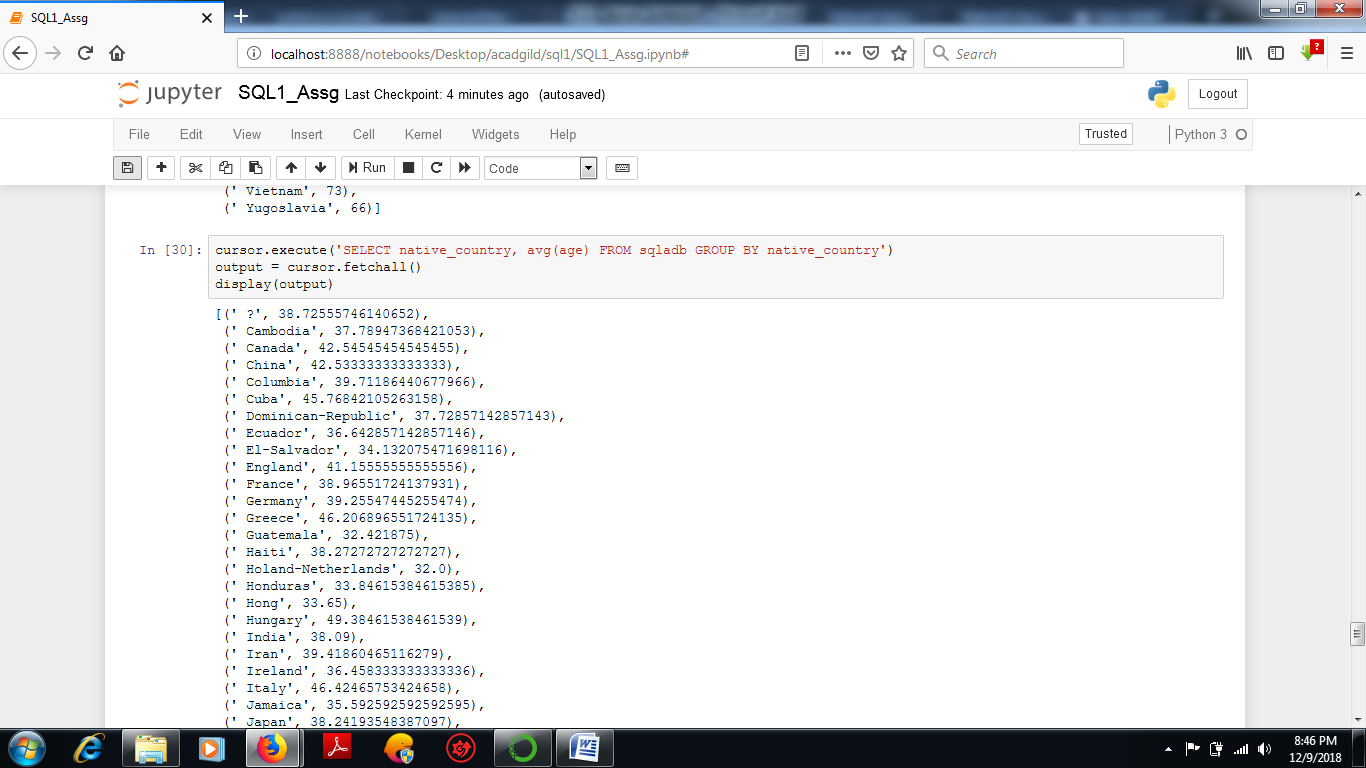 SQL1_Assg
localhost:8888/notebooks/Desktop/acadgild/sql1/SQL1_Assg.ipynb#
Search
jupyter SQL1_Assg Last Checkpoint: 4 minutes ago (autosaved)
Logout
File Edit View Insert Cell Kernel Widgets Help
Trusted
Python 3
Run
Code
(' Vietnam', 73),
(' Yugoslavia', 66)]
In [30]:
cursor.execute('SELECT native_country, avg(age) FROM sqladb GROUP BY native_country')
output = cursor.fetchall()
display(output)
[(' ?', 38.72555746140652),
(' Cambodia', 37.78947368421053),
(' Canada', 42.54545454545455),
(' China', 42.53333333333333),
(' Columbia', 39.71186440677966),
(' Cuba', 45.76842105263158),
(' Dominican-Republic', 37.72857142857143),
(' Ecuador', 36.642857142857146),
(' El-Salvador', 34.132075471698116),
(' England', 41.15555555555556),
(' France', 38.96551724137931),
(' Germany', 39.25547445255474),
(' Greece', 46.206896551724135),
(' Guatemala', 32.421875),
(' Haiti', 38.27272727272727),
(' Holand-Netherlands', 32.0),
(' Honduras', 33.84615384615385),
(' Hong', 33.65),
(' Hungary', 49.38461538461539),
(' India', 38.09),
(' Iran', 39.41860465116279),
(' Ireland', 36.458333333333336),
(' Italy', 46.42465753424658),
(' Jamaica', 35.592592592592595),
(' Japan', 38.24193548387097),
8:46 PM
12/9/2018